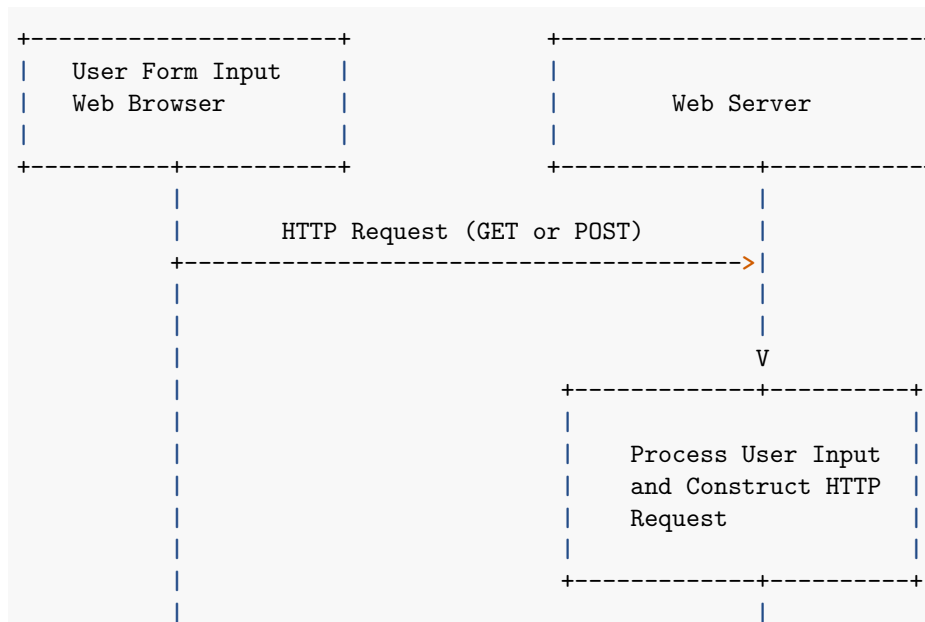 User Form Input
Web Browser
Web Server
HTTP Request (GET or POST)
V
Process User Input
and Construct HTTP
Request